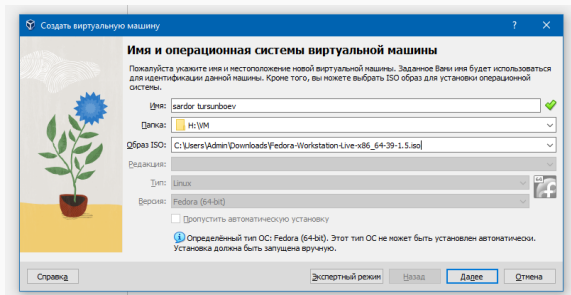 Создать виртуальную машину
Имя и операционная системы виртуальной машины
Пожалуйста укажите имя и местоположение новой виртуальной машины. Заданное Вами имя будет использоваться
для идентификации данной машины. Кроме того, вы можете выбрать ISO образ для установки операционной
системы.
Имя: sardor tursunboev
Папка: H:\VM
Образ ISO: C:\Users\Admin\Downloads\Fedora-Workstation-Live-x86_64-39-1.5.iso
Редакция:
Тип: Linux
Версия: Fedora (64-bit)
64
Пропустить автоматическую установку
Определённый тип ОС: Fedora (64-bit). Этот тип ОС не может быть установлен автоматически.
Установка должна быть запущена вручную.
Справка Экспертный режим Назад Далее Отмена